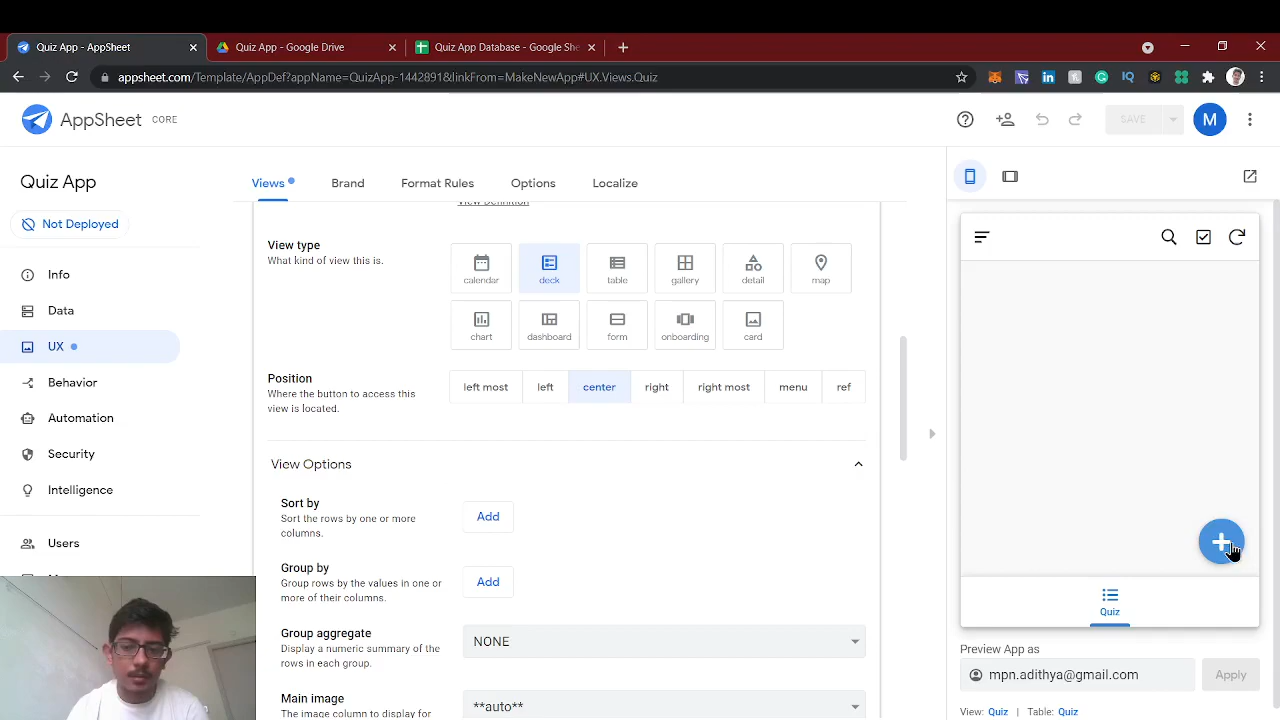 Quiz App - AppSheet
Quiz App - Google Drive
Quiz App Database - Google She
appsheet.com/Template/AppDef?appName=QuizApp-1442891&linkFrom=MakeNewApp#UX.Views.Quiz
AppSheet CORE
SAVE
M
Quiz App
Not Deployed
Info
Data
UX
Behavior
Automation
Security
Intelligence
Users
Views
Brand
Format Rules
Options
Localize
View Definition
View type
What kind of view this is.
calendar
deck
table
gallery
detail
map
chart
dashboard
form
onboarding
card
Position
Where the button to access this
view is located.
left most
left
center
right
right most
menu
ref
View Options
Sort by
Sort the rows by one or more
columns.
Add
Group by
Group rows by the values in one or
more of their columns.
Add
Group aggregate
Display a numeric summary of the
rows in each group.
NONE
Main image
The image column to display for
**auto**
Quiz
Preview App as
mpn.adithya@gmail.com
Apply
View: Quiz | Table: Quiz